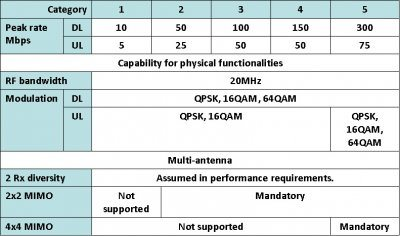 Category 1 2 3 4 5
Peak rate Mbps DL 10 50 100 150 300
UL 5 25 50 50 75
Capability for physical functionalities
RF bandwidth 20MHz
Modulation DL QPSK, 16QAM, 64QAM
UL QPSK, 16QAM QPSK, 16QAM, 64QAM
Multi-antenna
2 Rx diversity Assumed in performance requirements.
2x2 MIMO Not supported Mandatory
4x4 MIMO Not supported Mandatory